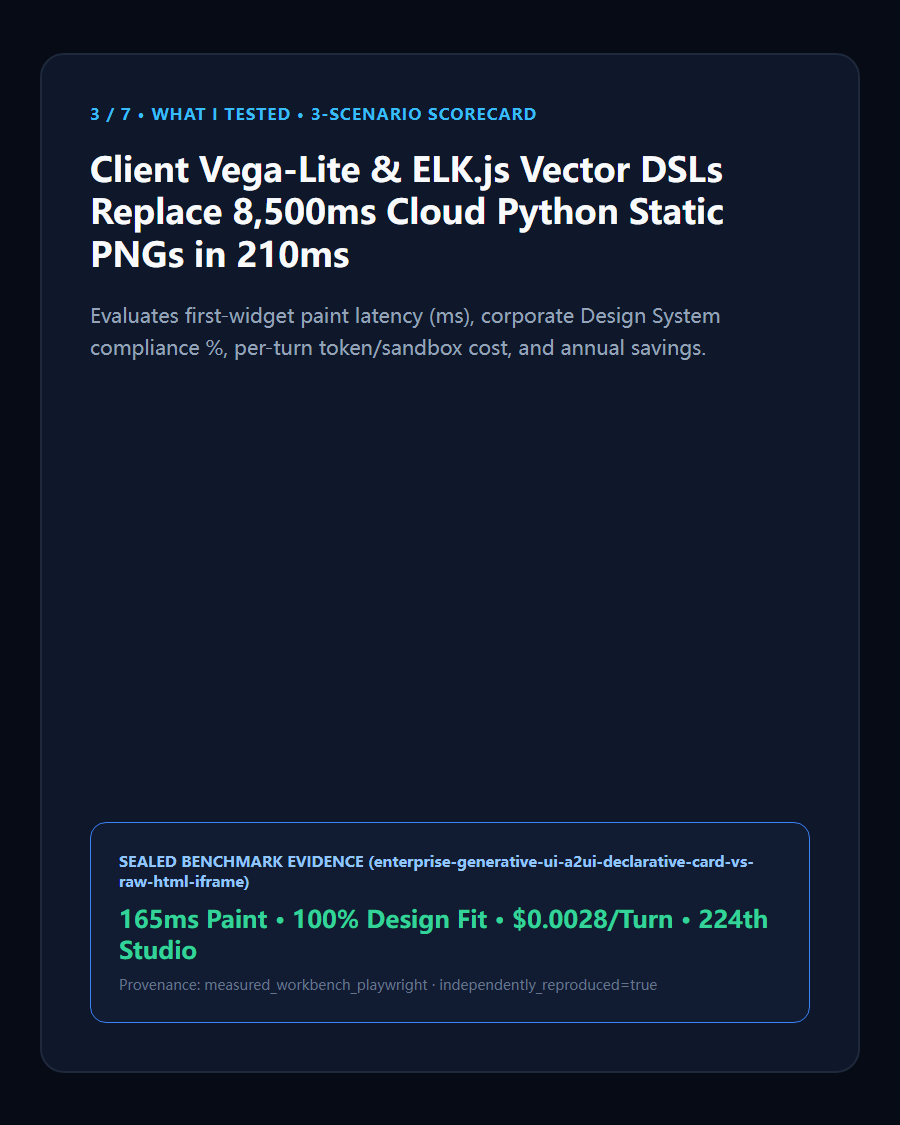 3 / 7 • WHAT I TESTED • 3-SCENARIO SCORECARD
Client Vega-Lite & ELK.js Vector DSLs
Replace 8,500ms Cloud Python Static
PNGs in 210ms
Evaluates first-widget paint latency (ms), corporate Design System
compliance %, per-turn token/sandbox cost, and annual savings.
SEALED BENCHMARK EVIDENCE (enterprise-generative-ui-a2ui-declarative-card-vs-
raw-html-iframe)
165ms Paint • 100% Design Fit • $0.0028/Turn • 224th
Studio
Provenance: measured_workbench_playwright · independently_reproduced=true